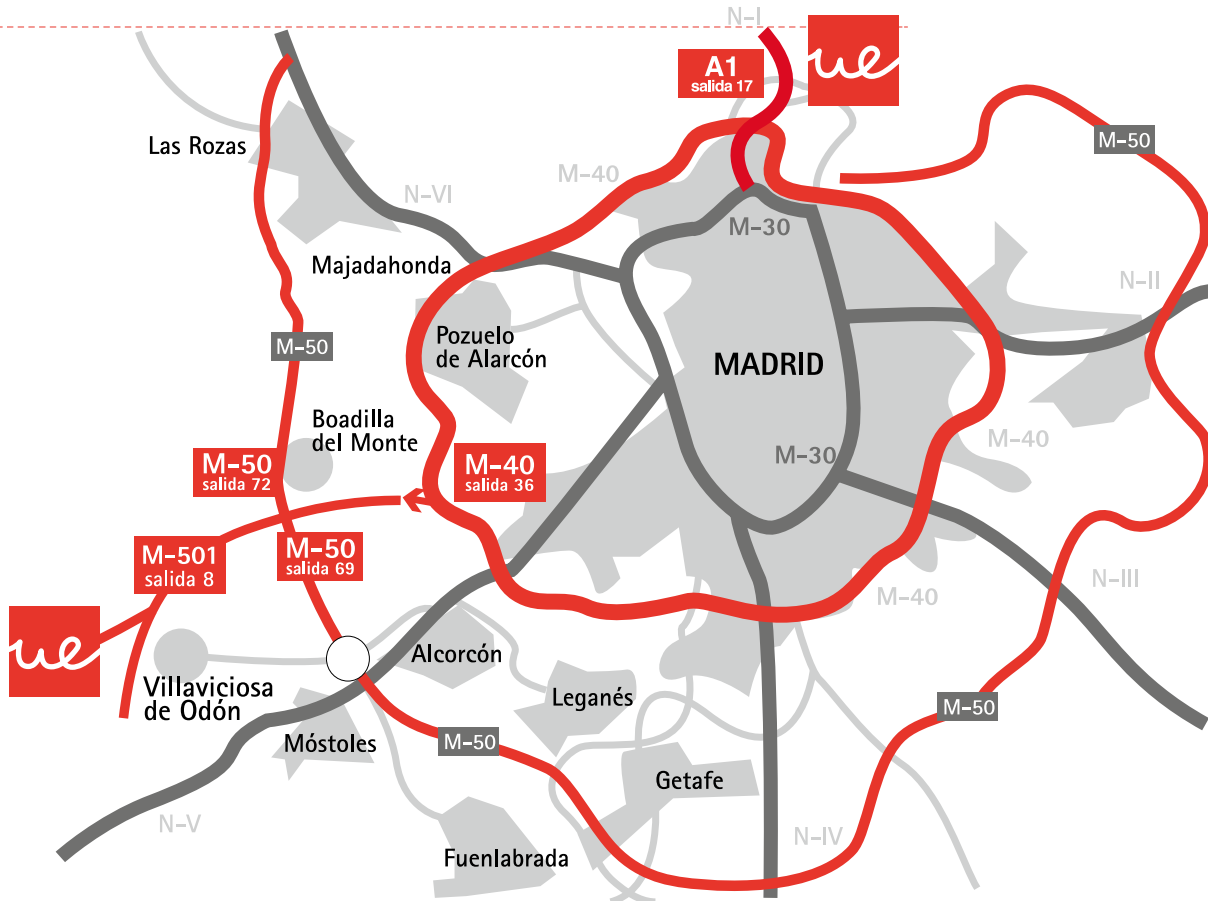 N-I
A1
salida 17
ue
M-50
Las Rozas
M-40
N-VI
M-30
Majadahonda
N-II
M-50
Pozuelo
de Alarcón
MADRID
Boadilla
del Monte
M-40
M-30
M-50
salida 72
M-40
salida 36
M-501
salida 8
M-50
salida 69
N-III
M-40
ue
Alcorcón
Villaviciosa
de Odón
Leganés
M-50
Móstoles
M-50
Getafe
N-V
N-IV
Fuenlabrada